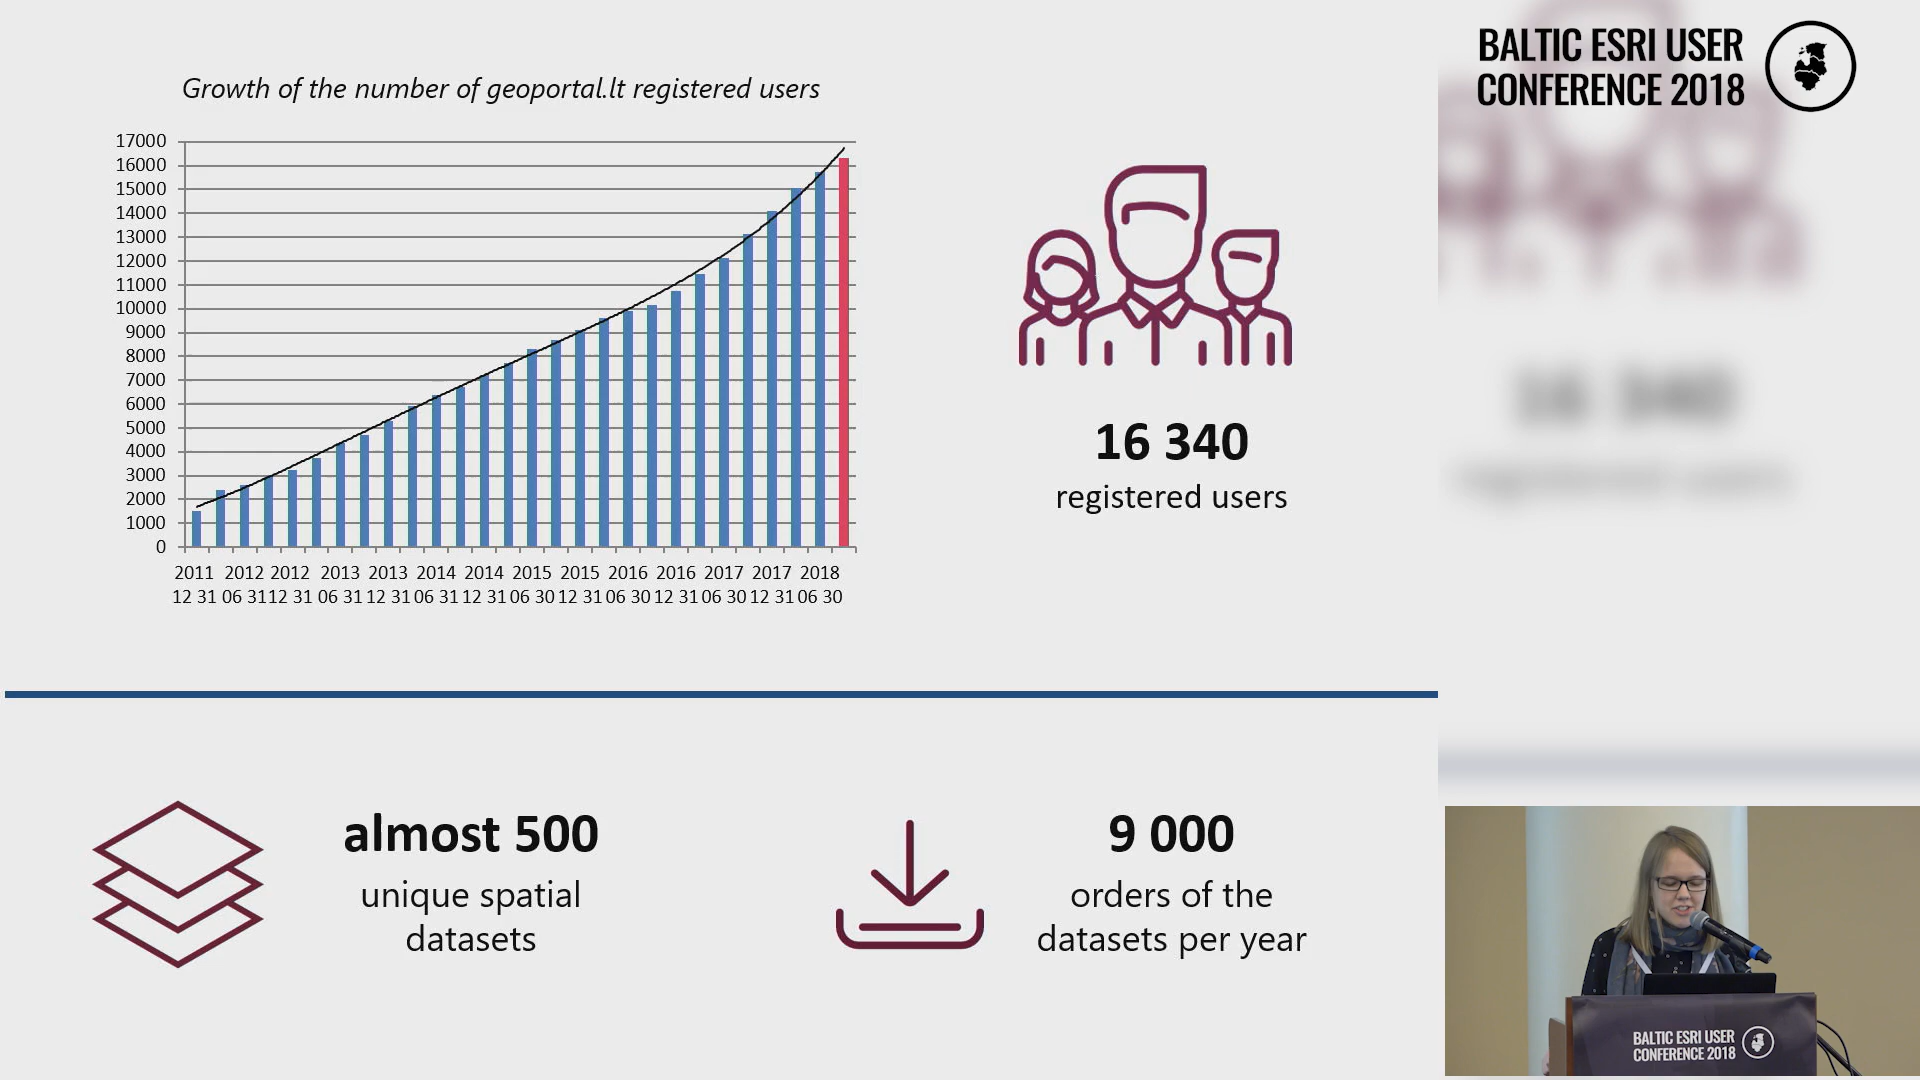 BALTIC ESRI USER
CONFERENCE 2018
Growth of the number of geoportal.lt registered users
17000
16000
15000
14000
13000
12000
11000
10000
9000
8000
7000
6000
5000
4000
3000
2000
1000
0
2011 2012 2012 2013 2013 2014 2014 2015 2015 2016 2016 2017 2017 2018
12 31 06 31 12 31 06 31 12 31 06 31 12 31 06 30 12 31 06 30 12 31 06 30 12 31 06 30
16 340
registered users
16 340
registered users
almost 500
unique spatial
datasets
9 000
orders of the
datasets per year
BALTIC ESRI USER
CONFERENCE 2018